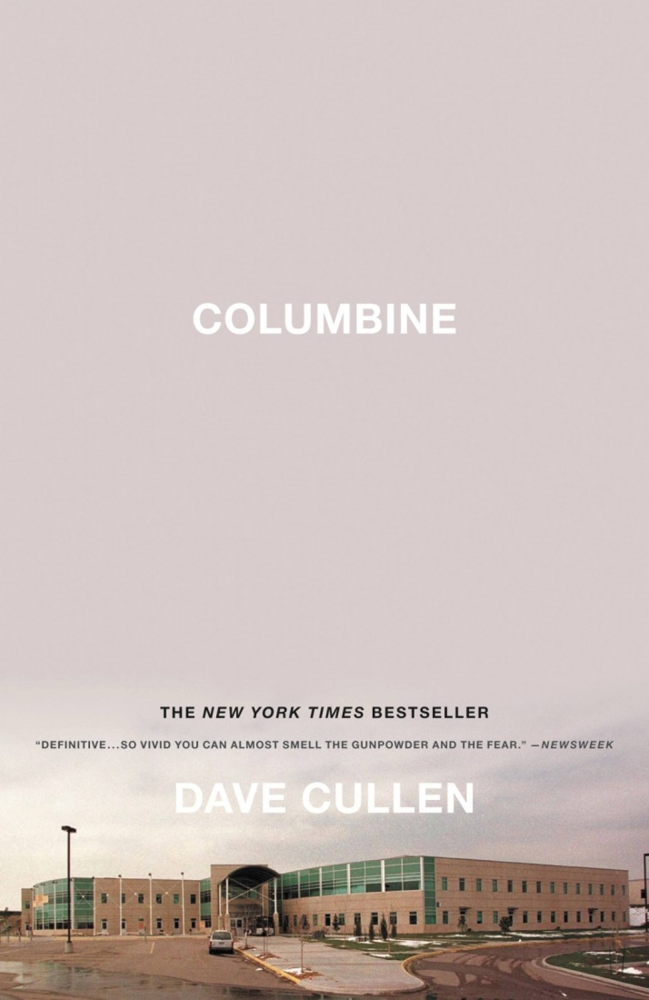 COLUMBINE
THE NEW YORK TIMES BESTSELLER
“DEFINITIVE...SO VIVID YOU CAN ALMOST SMELL THE GUNPOWDER AND THE FEAR.” —NEWSWEEK
DAVE CULLEN